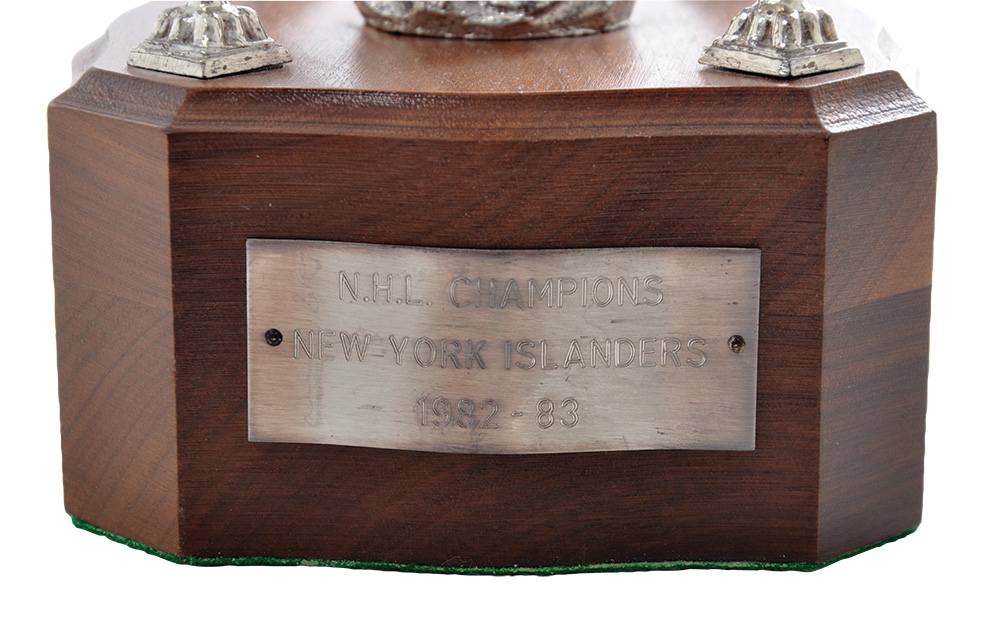 N.H.L. CHAMPIONS
NEW YORK ISLANDERS
1982 - 83